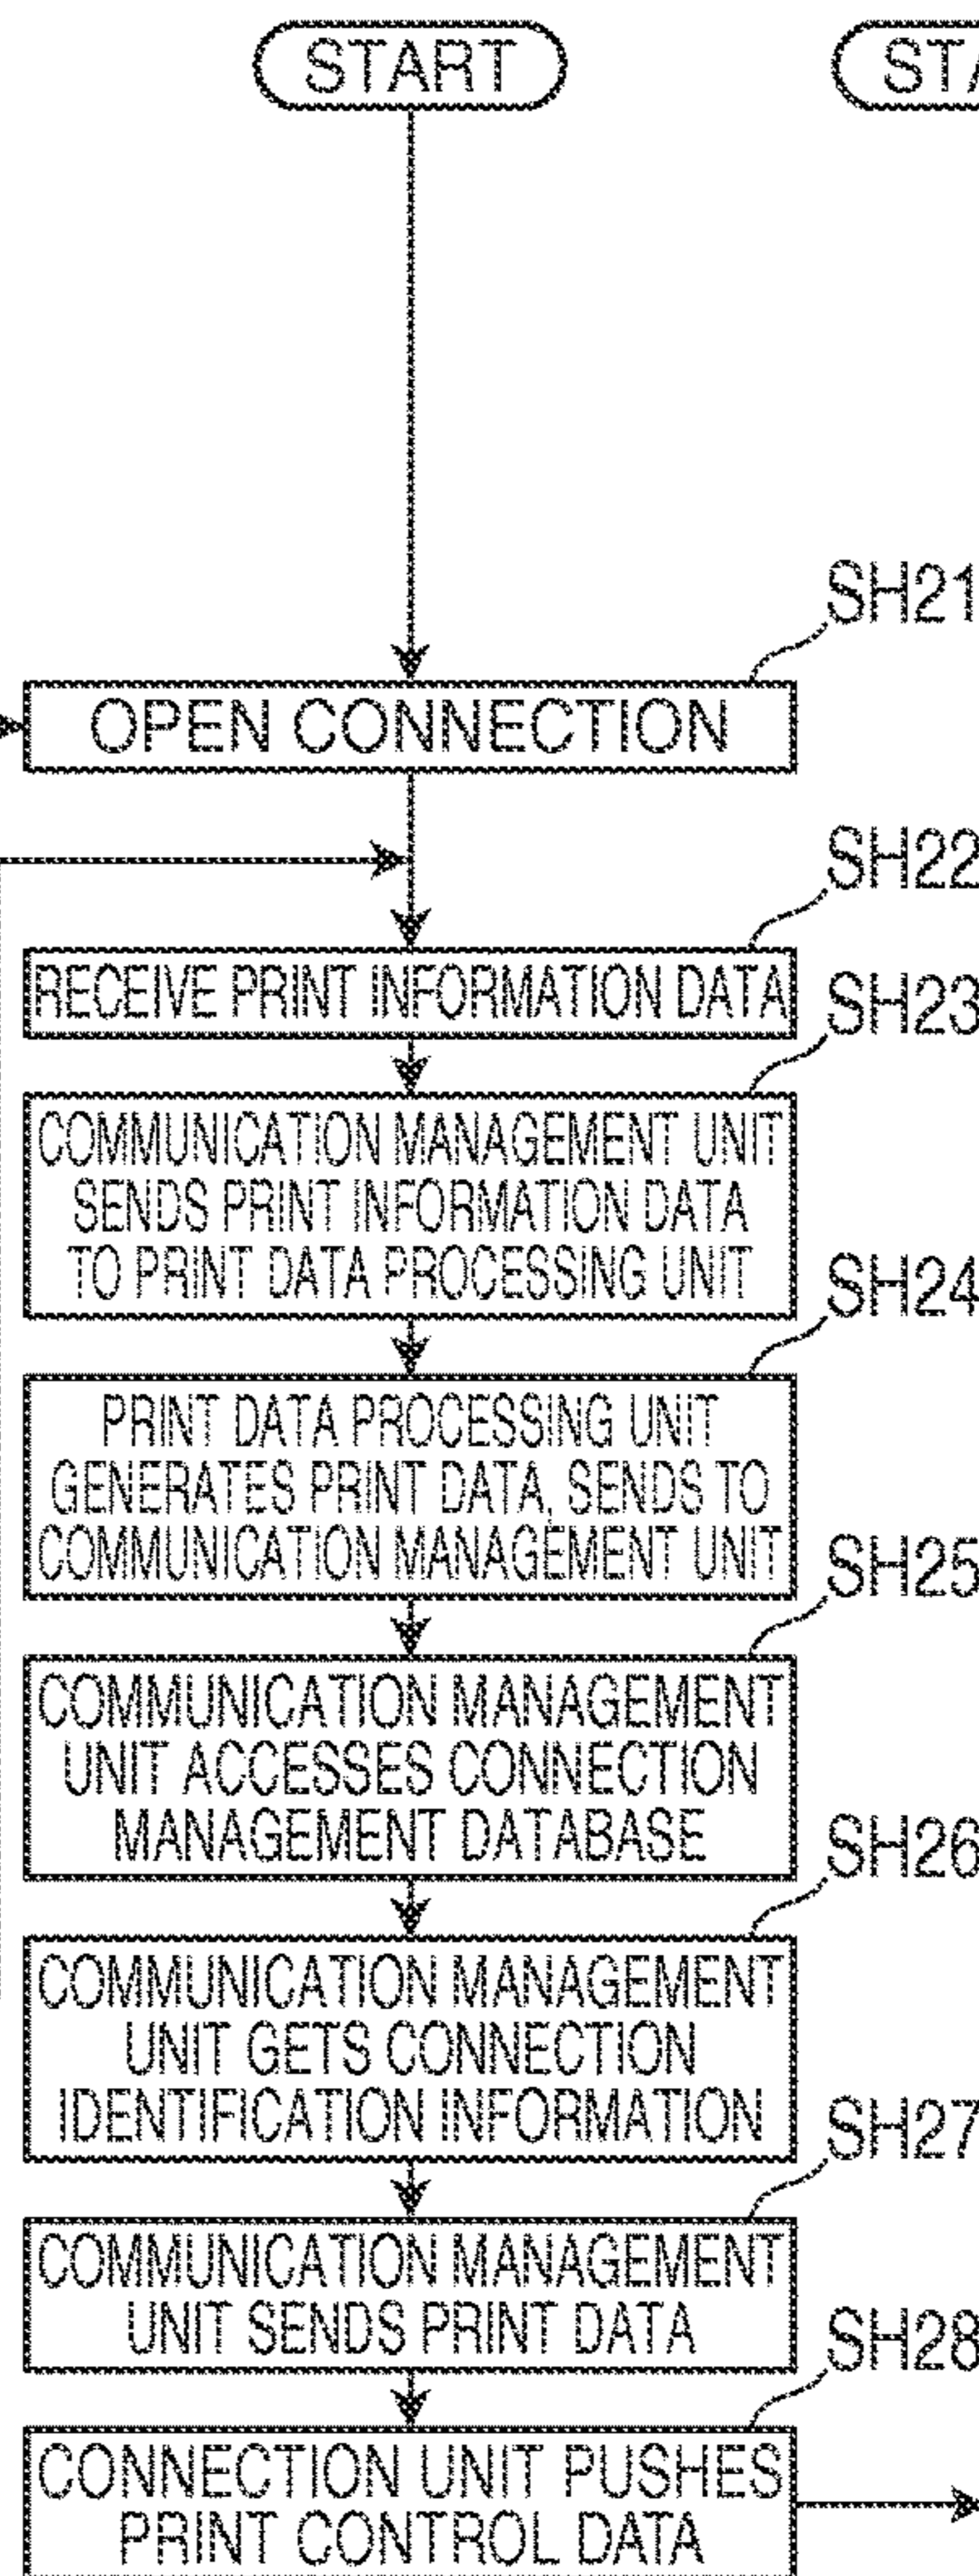 START
STA
SH21
OPEN CONNECTION
SH22
RECEIVE PRINT INFORMATION DATA
SH23
COMMUNICATION MANAGEMENT UNIT
SENDS PRINT INFORMATION DATA
TO PRINT DATA PROCESSING UNIT
SH24
PRINT DATA PROCESSING UNIT
GENERATES PRINT DATA, SENDS TO
COMMUNICATION MANAGEMENT UNIT
SH25
COMMUNICATION MANAGEMENT
UNIT ACCESSES CONNECTION
MANAGEMENT DATABASE
SH26
COMMUNICATION MANAGEMENT
UNIT GETS CONNECTION
IDENTIFICATION INFORMATION
SH27
COMMUNICATION MANAGEMENT
UNIT SENDS PRINT DATA
SH28
CONNECTION UNIT PUSHES
PRINT CONTROL DATA